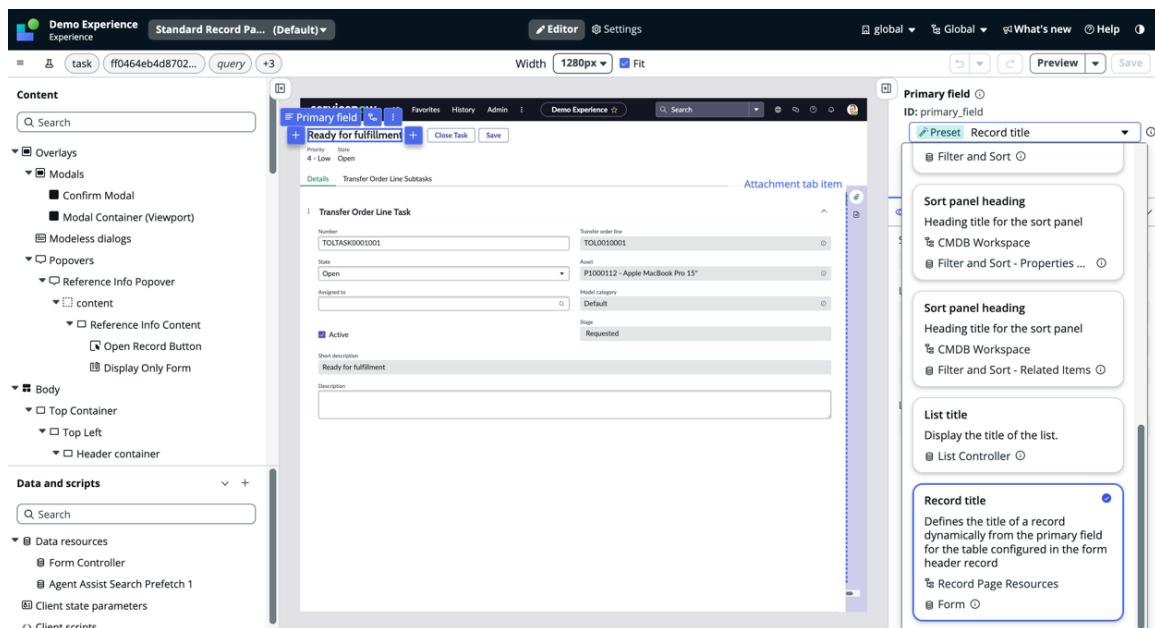 Demo Experience
Experience
Standard Record Pa... (Default)
Editor
Settings
global
Global
What's new
Help
task
ff0464eb4d8702...
query
+3
Width
1280px
Fit
Preview
Save
Content
Search
Overlays
Modals
Confirm Modal
Modal Container (Viewport)
Modeless dialogs
Popovers
Reference Info Popover
content
Reference Info Content
Open Record Button
Display Only Form
Body
Top Container
Top Left
Header container
Data and scripts
Search
Data resources
Form Controller
Agent Assist Search Prefetch 1
Client state parameters
Client scripts
Favorites
History
Admin
Demo Experience
Search
Primary field
Ready for fulfillment
Close Task
Save
Priority
State
4 - Low
Open
Details
Transfer Order Line Subtasks
Attachment tab item
Transfer Order Line Task
Number
Transfer order line
TOLTASK0001001
TOL0010001
State
Asset
Open
P1000112 - Apple MacBook Pro 15"
Assigned to
Model category
Default
Stage
Active
Requested
Short description
Ready for fulfillment
Description
Primary field
ID: primary_field
Preset Record title
Filter and Sort
Sort panel heading
Heading title for the sort panel
CMDB Workspace
Filter and Sort - Properties ...
Sort panel heading
Heading title for the sort panel
CMDB Workspace
Filter and Sort - Related Items
List title
Display the title of the list.
List Controller
Record title
Defines the title of a record
dynamically from the primary field
for the table configured in the form
header record
Record Page Resources
Form